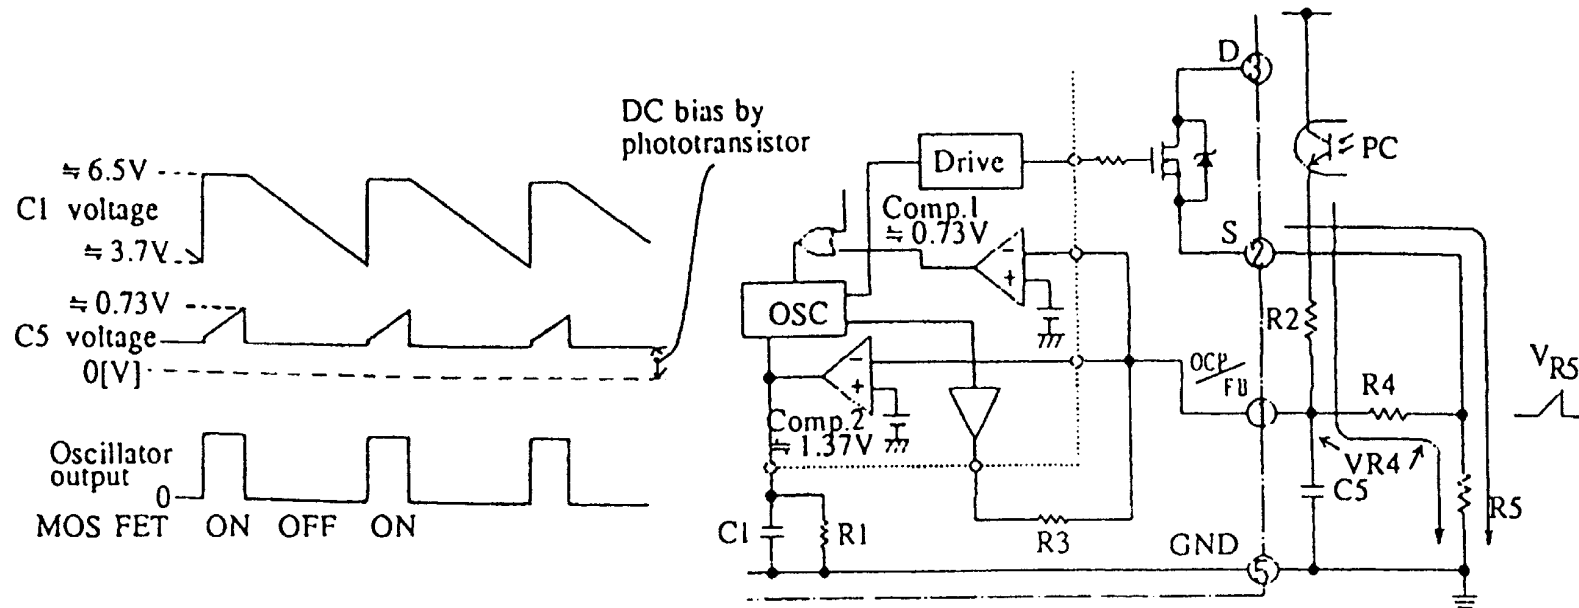 DC bias by
phototransistor
≒ 6.5V
C1 voltage
≒ 3.7V
≒ 0.73V
C5 voltage
0[V]
Oscillator
output
0
MOS FET ON OFF ON
D
3
Drive
PC
Comp.1
≒ 0.73V
S
2
OSC
R2
OCP/FB
1
R4
VR5
Comp.2
≒ 1.37V
VR4
C5
R5
C1
R1
R3
GND
5